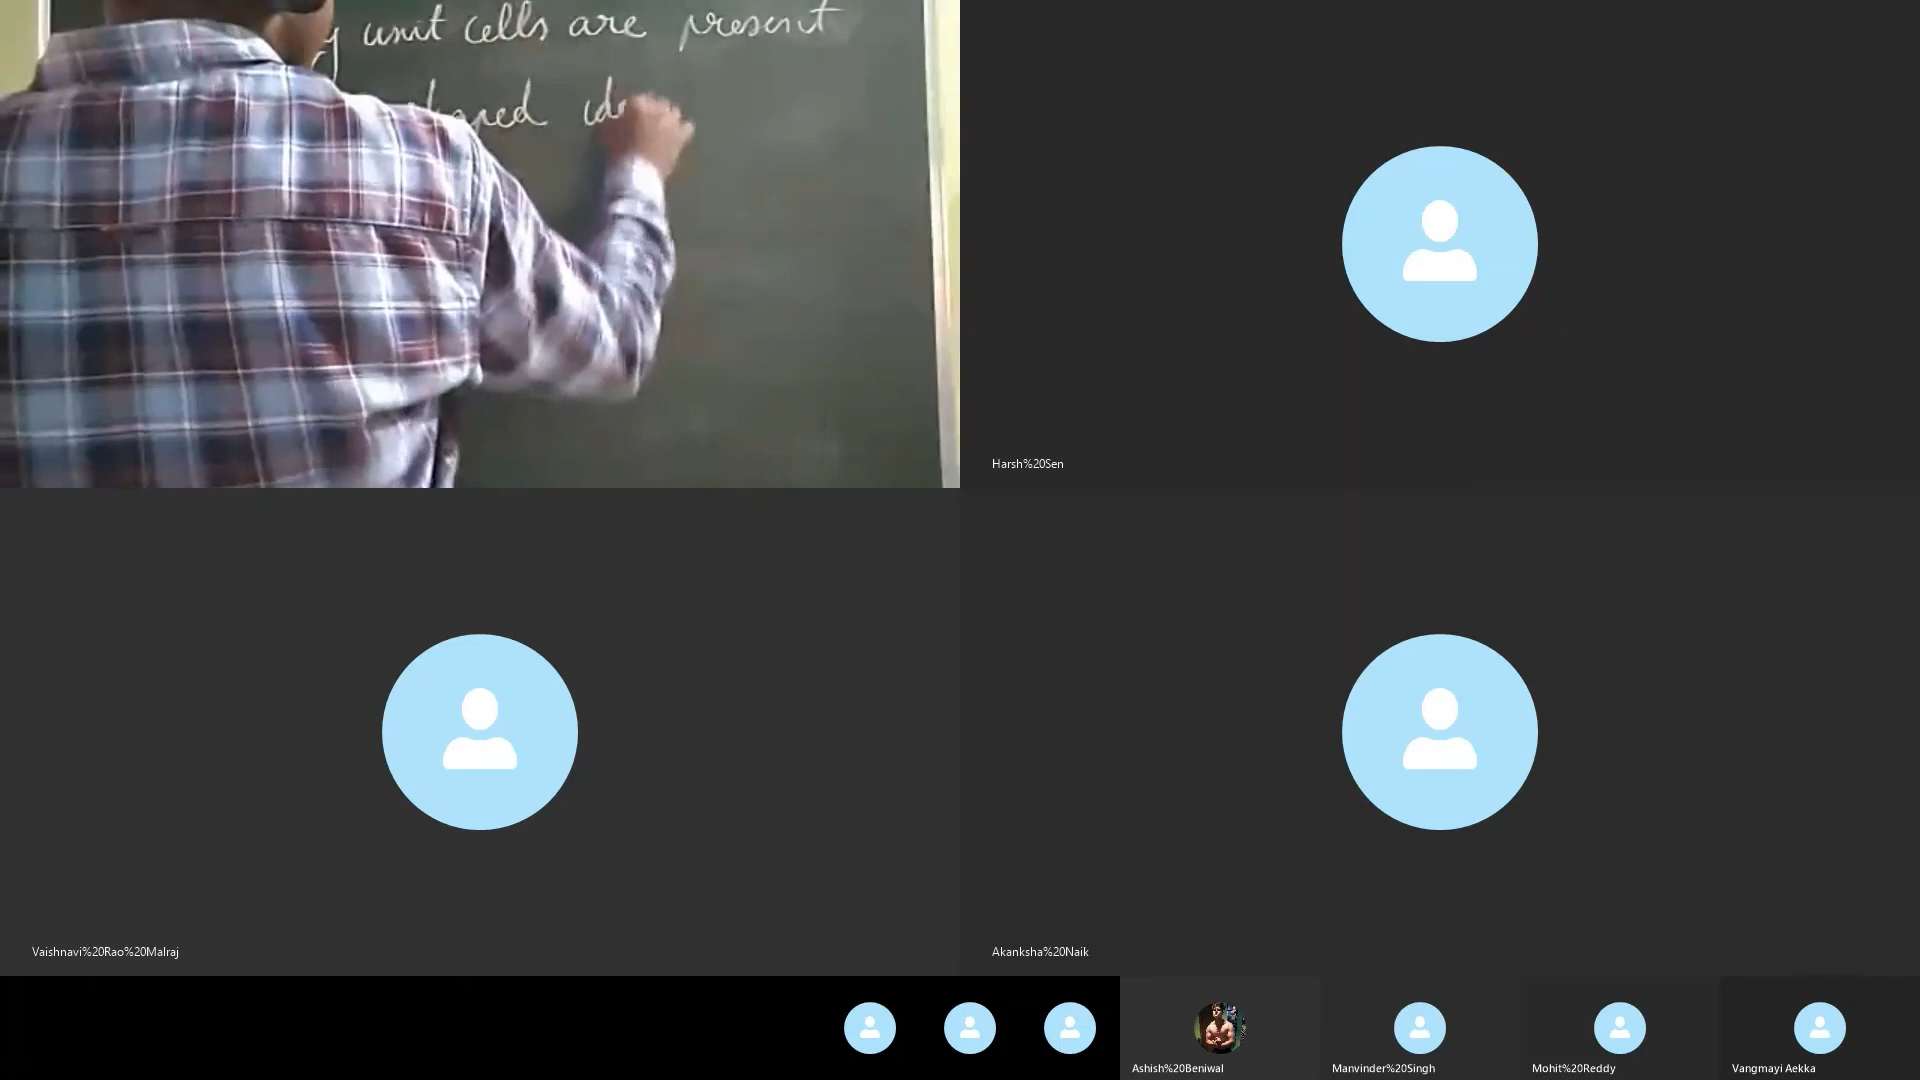 unit cells are present
Harsh%20Sen
Vaishnavi%20Rao%20Malraj
Akanksha%20Naik
Ashish%20Beniwal
Manvinder%20Singh
Mohit%20Reddy
Vangmayi Aekka